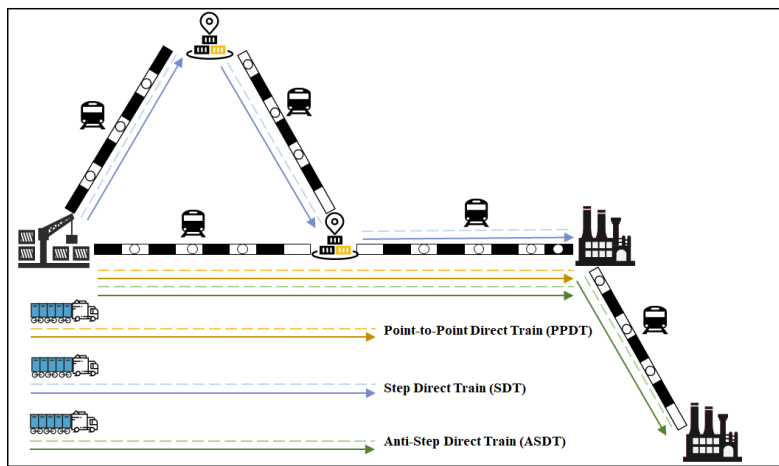 Point-to-Point Direct Train (PPDT)
Step Direct Train (SDT)
Anti-Step Direct Train (ASDT)